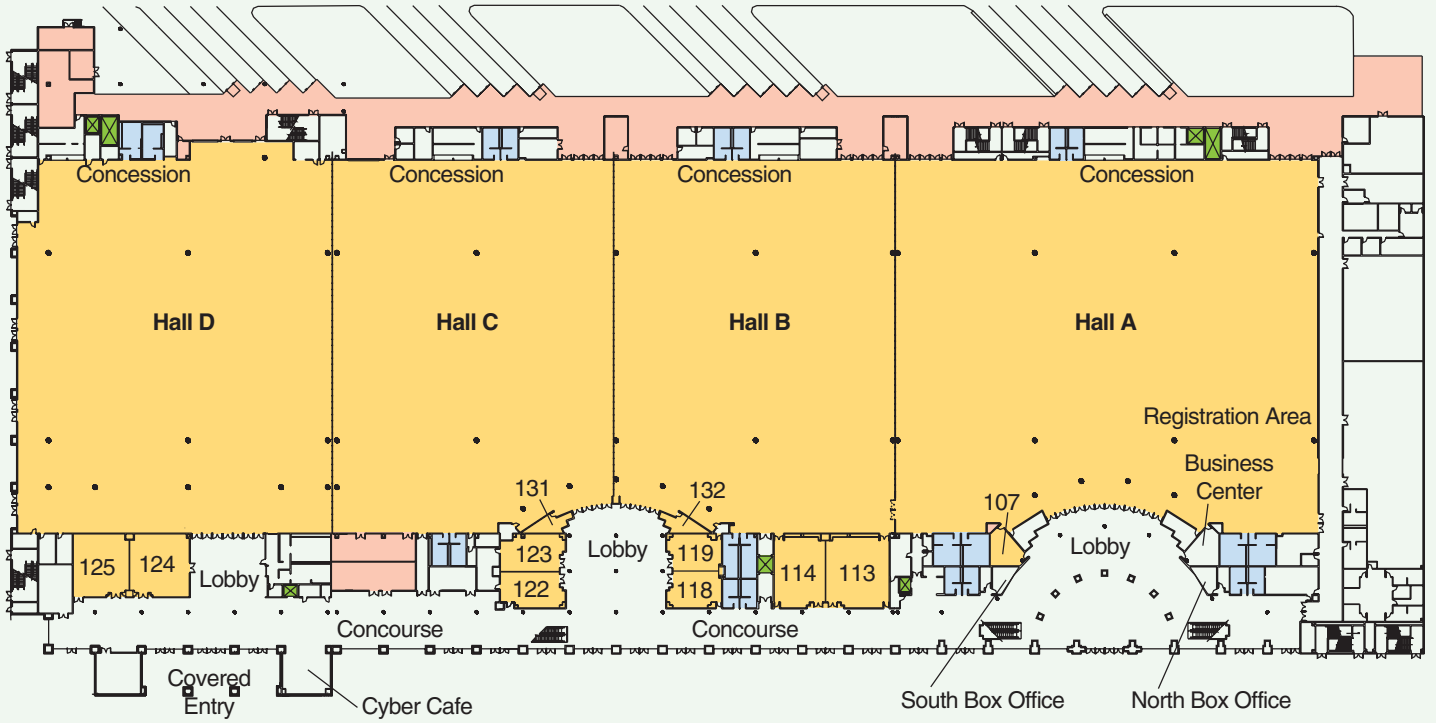 Concession
Concession
Concession
Concession
Hall D
Hall C
Hall B
Hall A
Registration Area
Business
Center
131
132
107
125
124
Lobby
123
122
Lobby
119
118
114
113
Lobby
Concourse
Concourse
Covered
Entry
Cyber Cafe
South Box Office
North Box Office